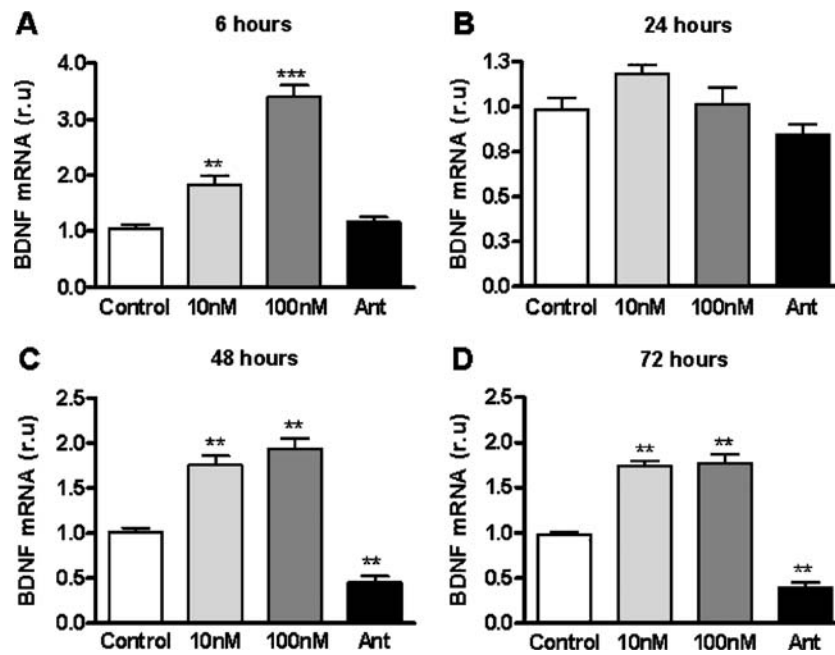 A
6 hours
BDNF mRNA (r.u)
4.0
3.0
2.0
1.0
0.0
**
***
Control 10nM 100nM Ant
B
24 hours
BDNF mRNA (r.u)
1.3
1.0
0.8
0.5
0.3
0.0
Control 10nM 100nM Ant
C
48 hours
BDNF mRNA (r.u)
2.5
2.0
1.5
1.0
0.5
0.0
**
**
**
Control 10nM 100nM Ant
D
72 hours
BDNF mRNA (r.u)
2.5
2.0
1.5
1.0
0.5
0.0
**
**
**
Control 10nM 100nM Ant